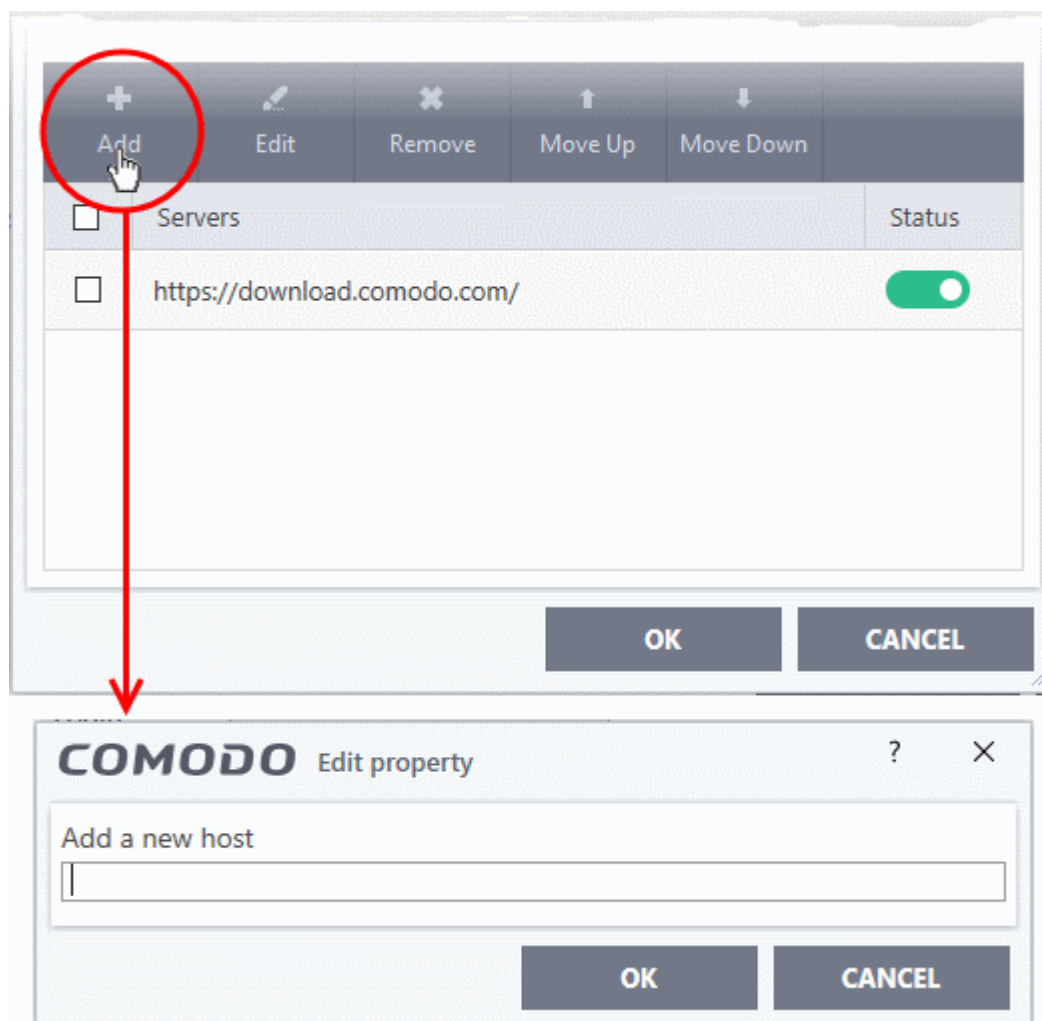 Add Edit Remove Move Up Move Down
Servers Status
https://download.comodo.com/
OK CANCEL
COMODO Edit property ?
Add a new host
OK CANCEL